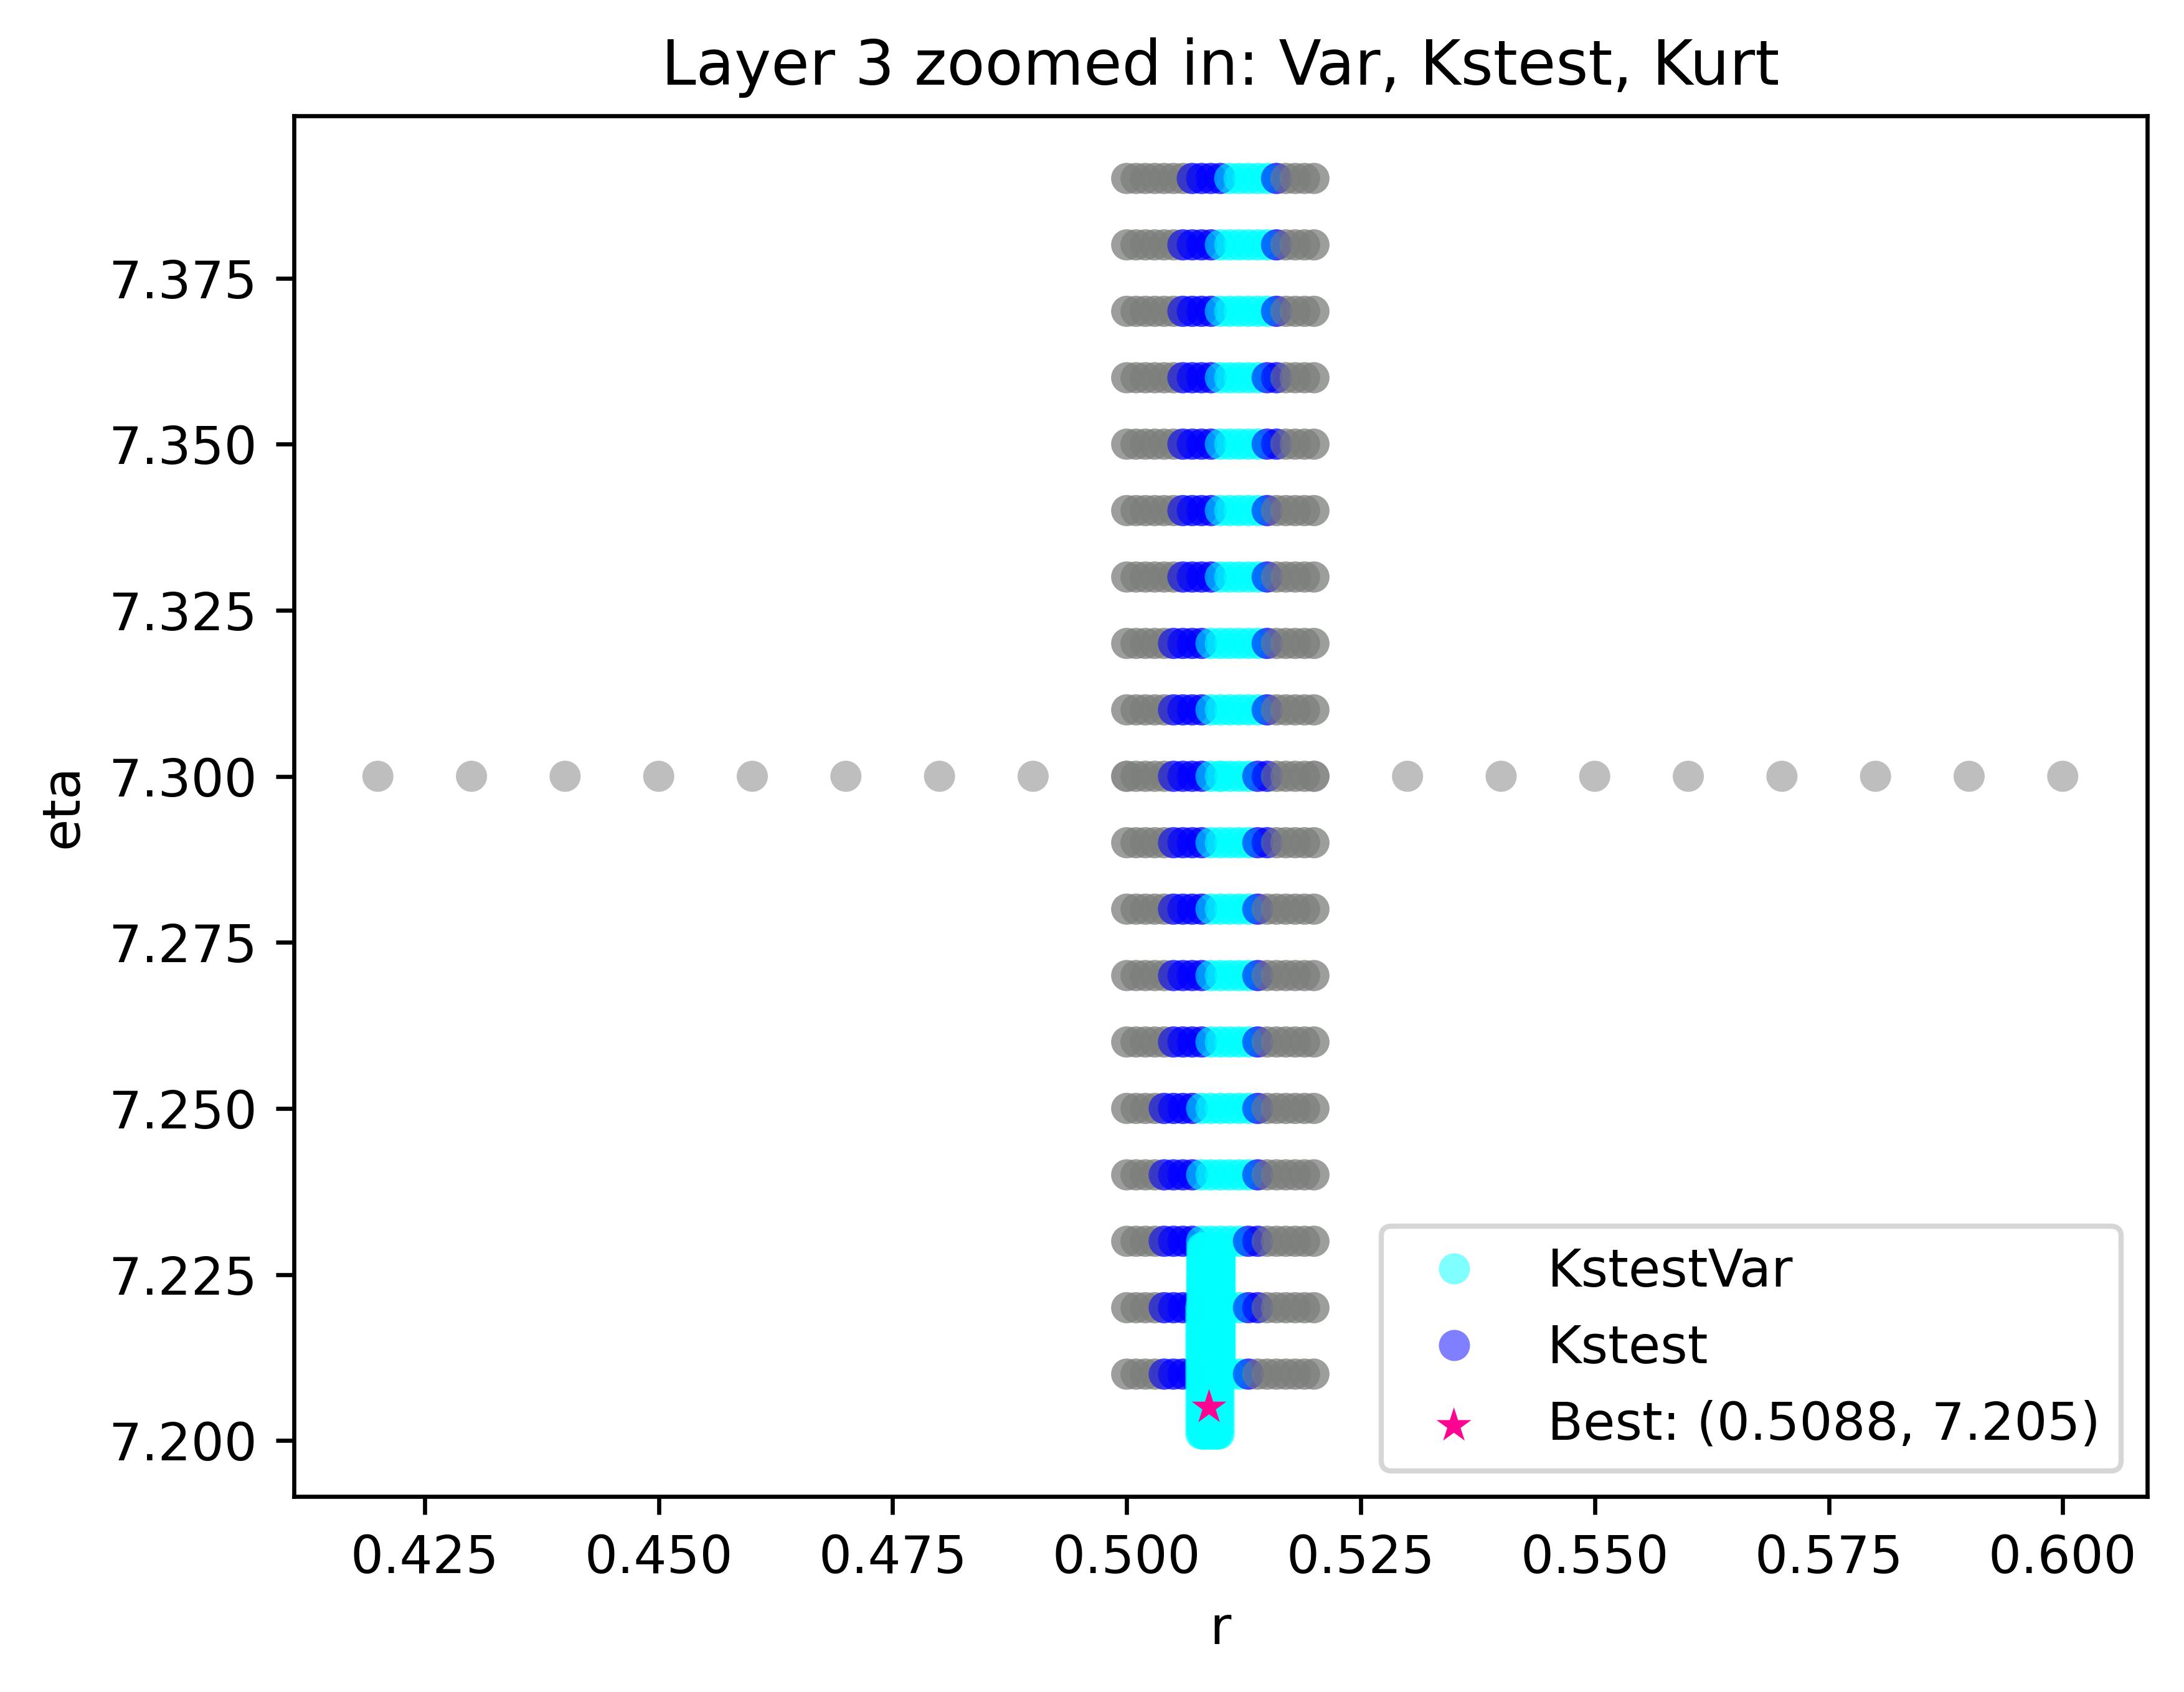 Layer 3 zoomed in: Var, Kstest, Kurt
eta
7.375
7.350
7.325
7.300
7.275
7.250
7.225
7.200
KstestVar
Kstest
Best: (0.5088, 7.205)
0.425 0.450 0.475 0.500 0.525 0.550 0.575 0.600
r